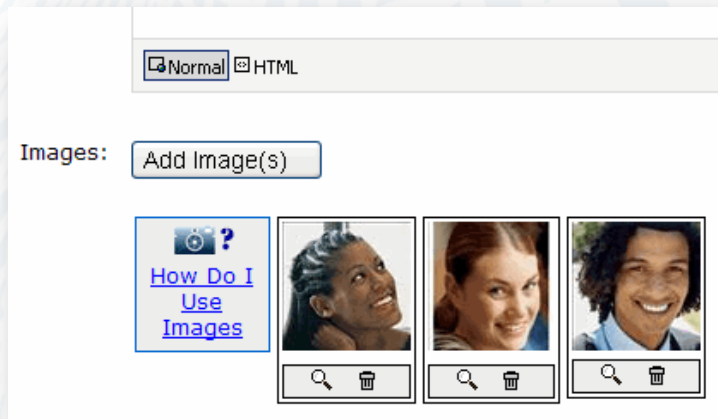 Normal HTML
Images:
Add Image(s)
?
How Do I
Use
Images